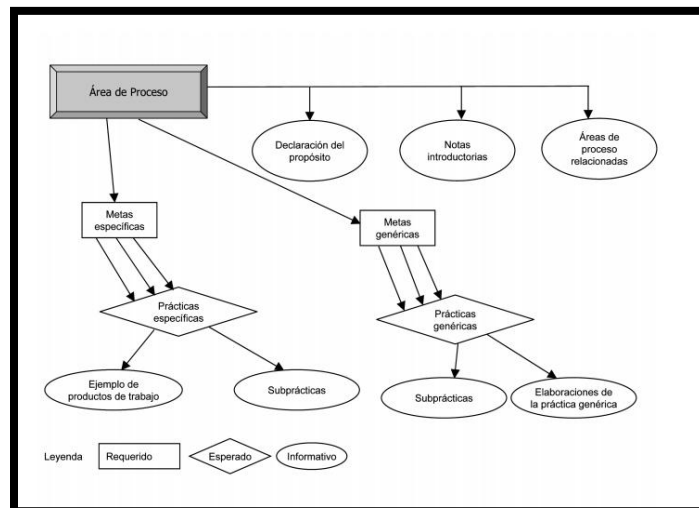 Área de Proceso
Declaración del
propósito
Notas
introductorias
Áreas de
proceso
relacionadas
Metas
específicas
Metas
genéricas
Prácticas
específicas
Prácticas
genéricas
Ejemplo de
productos de trabajo
Subprácticas
Subprácticas
Elaboraciones de
la práctica genérica
Leyenda
Requerido
Esperado
Informativo